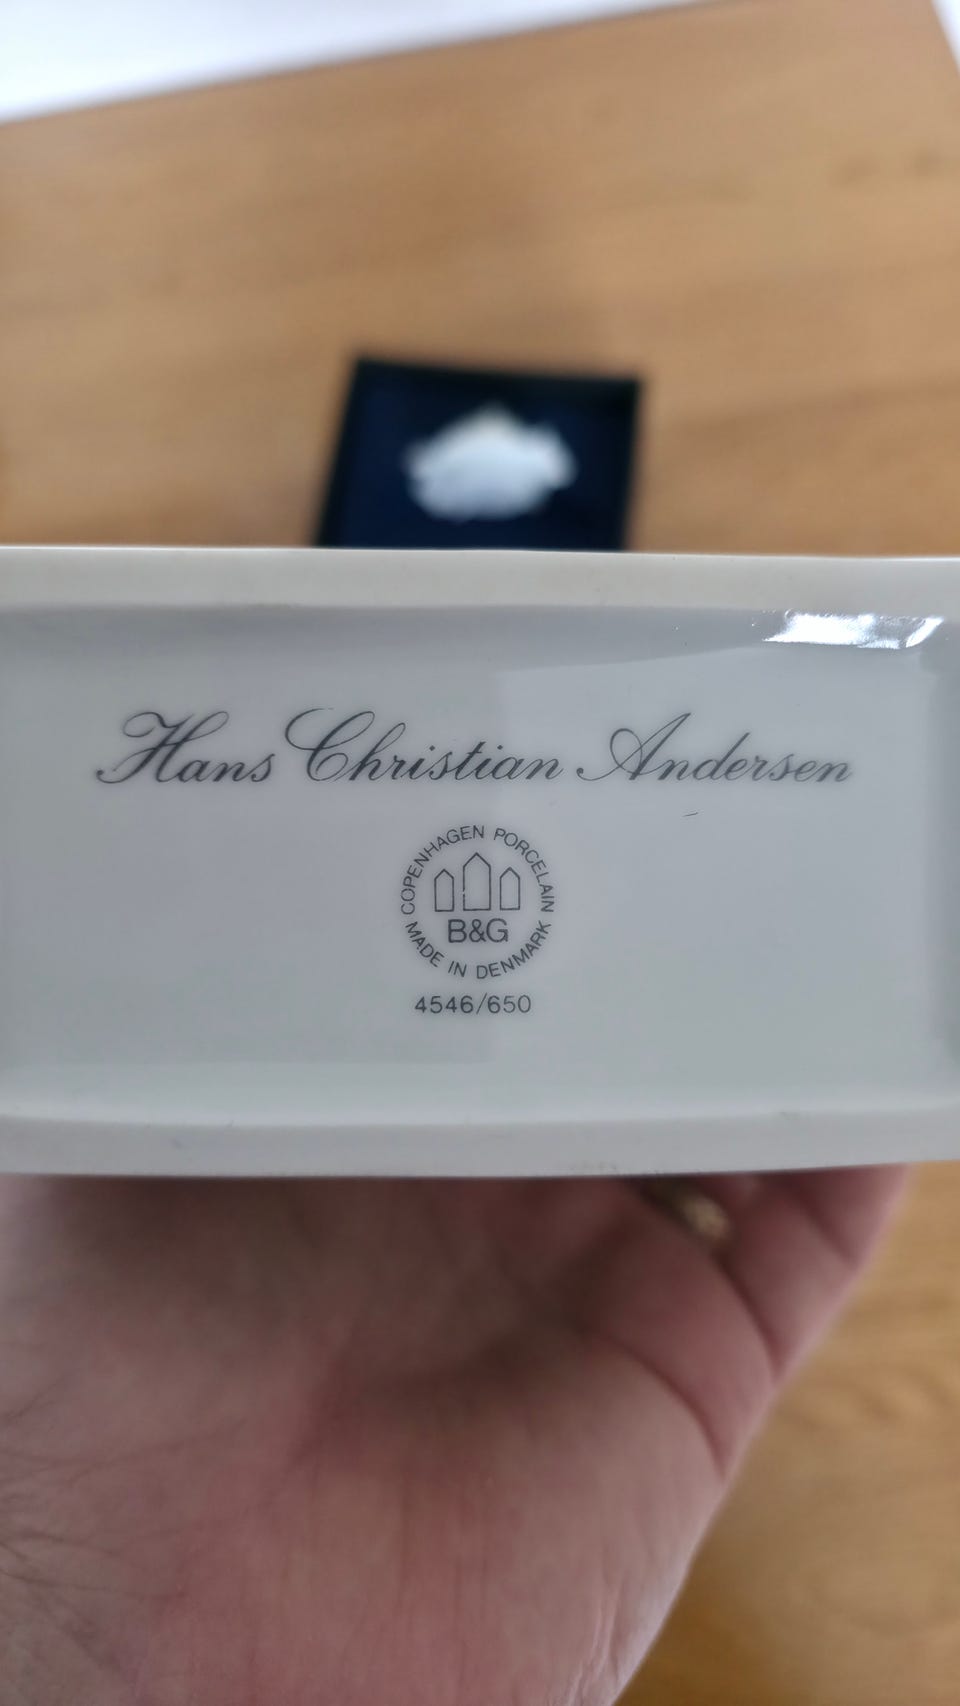 Hans Christian Andersen
COPENHAGEN PORCELAIN
B&G
MADE IN DENMARK
4546/650